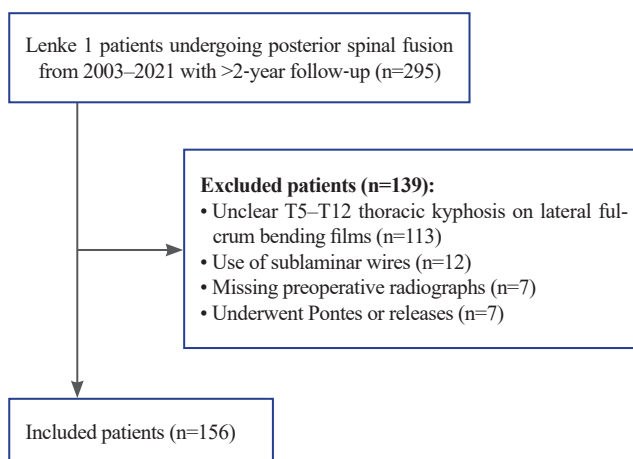 Lenke 1 patients undergoing posterior spinal fusion
from 2003–2021 with >2-year follow-up (n=295)
Excluded patients (n=139):
• Unclear T5–T12 thoracic kyphosis on lateral ful-
crum bending films (n=113)
• Use of sublaminar wires (n=12)
• Missing preoperative radiographs (n=7)
• Underwent Pontes or releases (n=7)
Included patients (n=156)